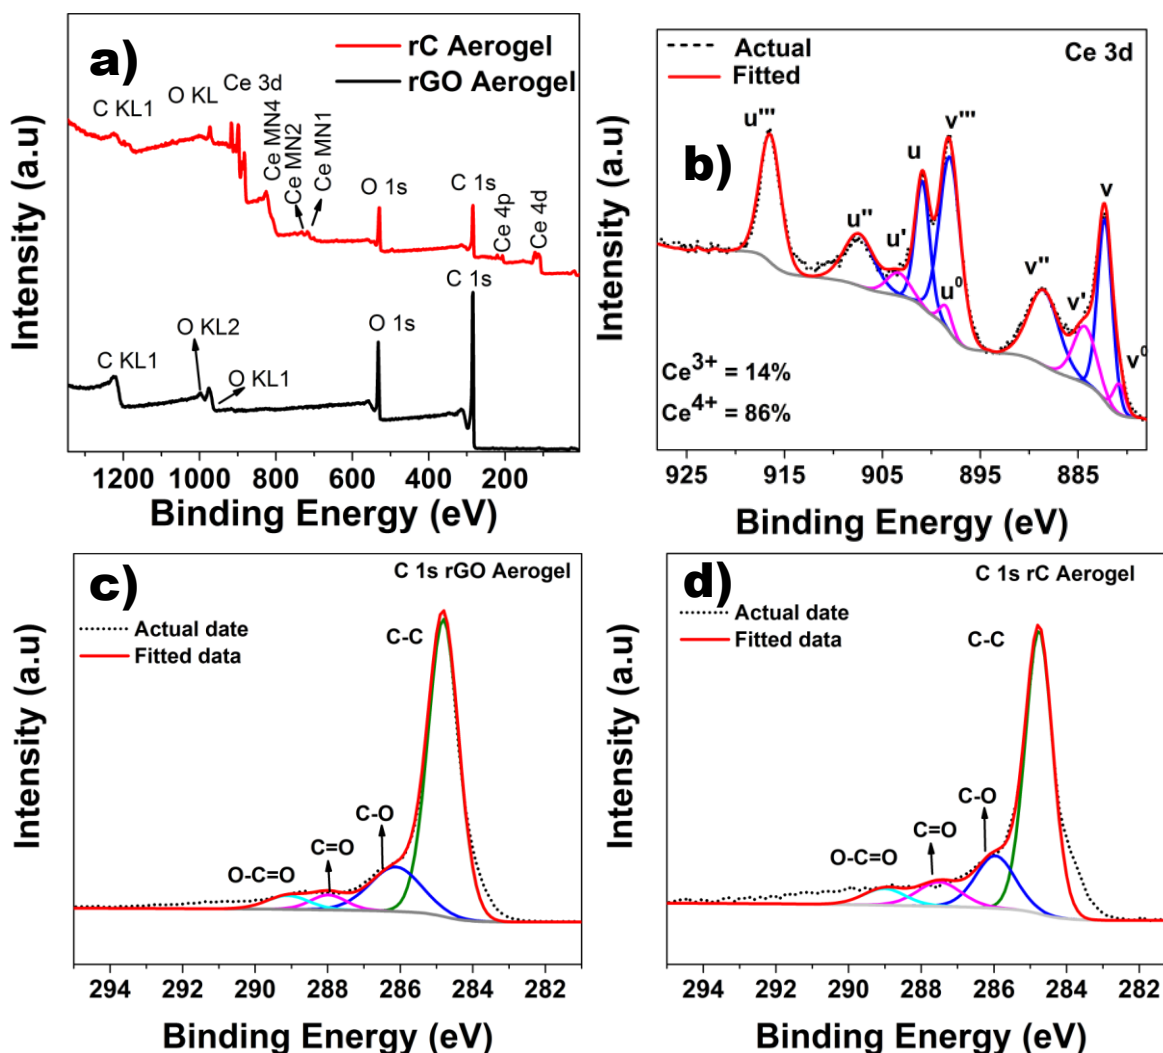 a)
rC Aerogel
rGO Aerogel
C KL1
O KL
Ce 3d
Ce MN4
Ce MN2
Ce MN1
O 1s
C 1s
Ce 4p
Ce 4d
C KL1
O KL2
O KL1
O 1s
C 1s
Intensity (a.u)
1200 1000 800 600 400 200
Binding Energy (eV)
b)
Actual
Fitted
Ce 3d
u'''
u''
u'
u
u0
v'''
v''
v'
v
v0
Ce3+ = 14%
Ce4+ = 86%
Intensity (a.u)
925 915 905 895 885
Binding Energy (eV)
c)
C 1s rGO Aerogel
Actual date
Fitted data
C-C
C-O
C=O
O-C=O
Intensity (a.u)
294 292 290 288 286 284 282
Binding Energy (eV)
d)
C 1s rC Aerogel
Actual date
Fitted data
C-C
C-O
C=O
O-C=O
Intensity (a.u)
294 292 290 288 286 284 282
Binding Energy (eV)